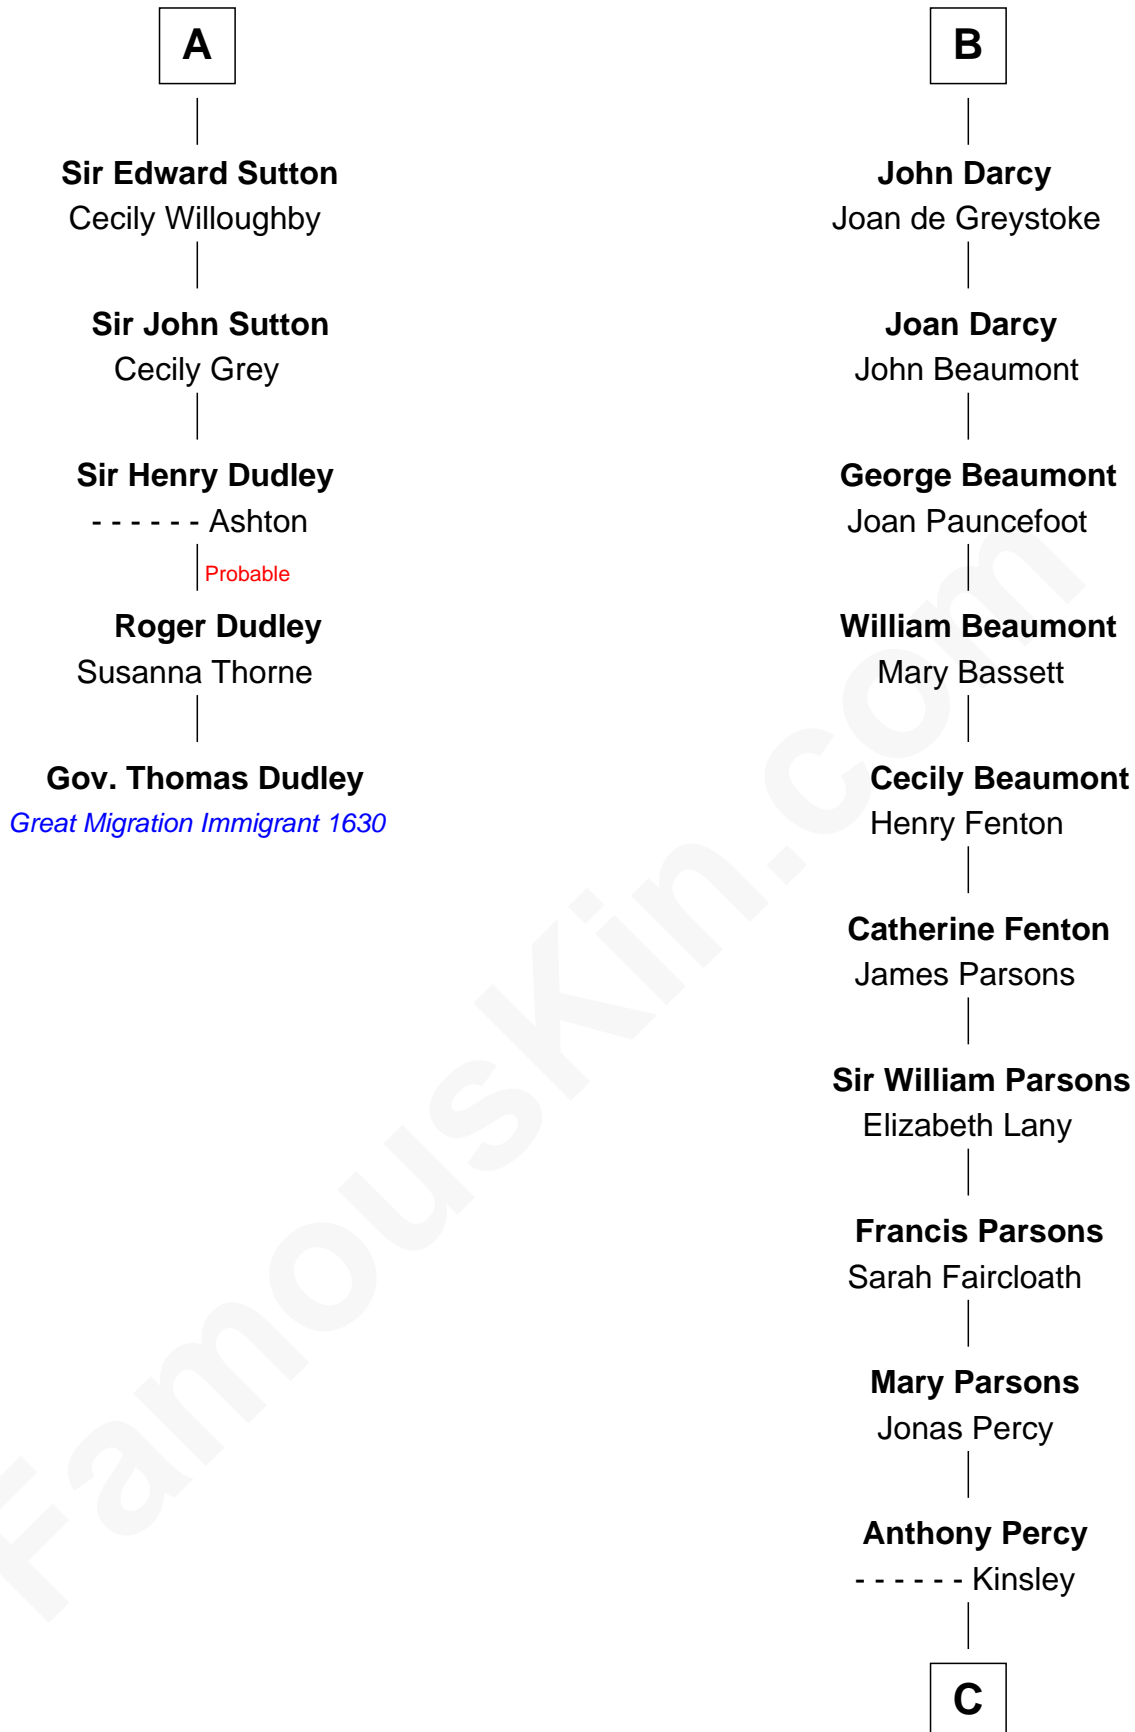 A
Sir Edward Sutton
Cecily Willoughby
Sir John Sutton
Cecily Grey
Sir Henry Dudley
- - - - - - Ashton
Probable
Roger Dudley
Susanna Thorne
Gov. Thomas Dudley
Great Migration Immigrant 1630
B
John Darcy
Joan de Greystoke
Joan Darcy
John Beaumont
George Beaumont
Joan Pauncefoot
William Beaumont
Mary Bassett
Cecily Beaumont
Henry Fenton
Catherine Fenton
James Parsons
Sir William Parsons
Elizabeth Lany
Francis Parsons
Sarah Faircloath
Mary Parsons
Jonas Percy
Anthony Percy
- - - - - - Kinsley
C
FamousKin.com